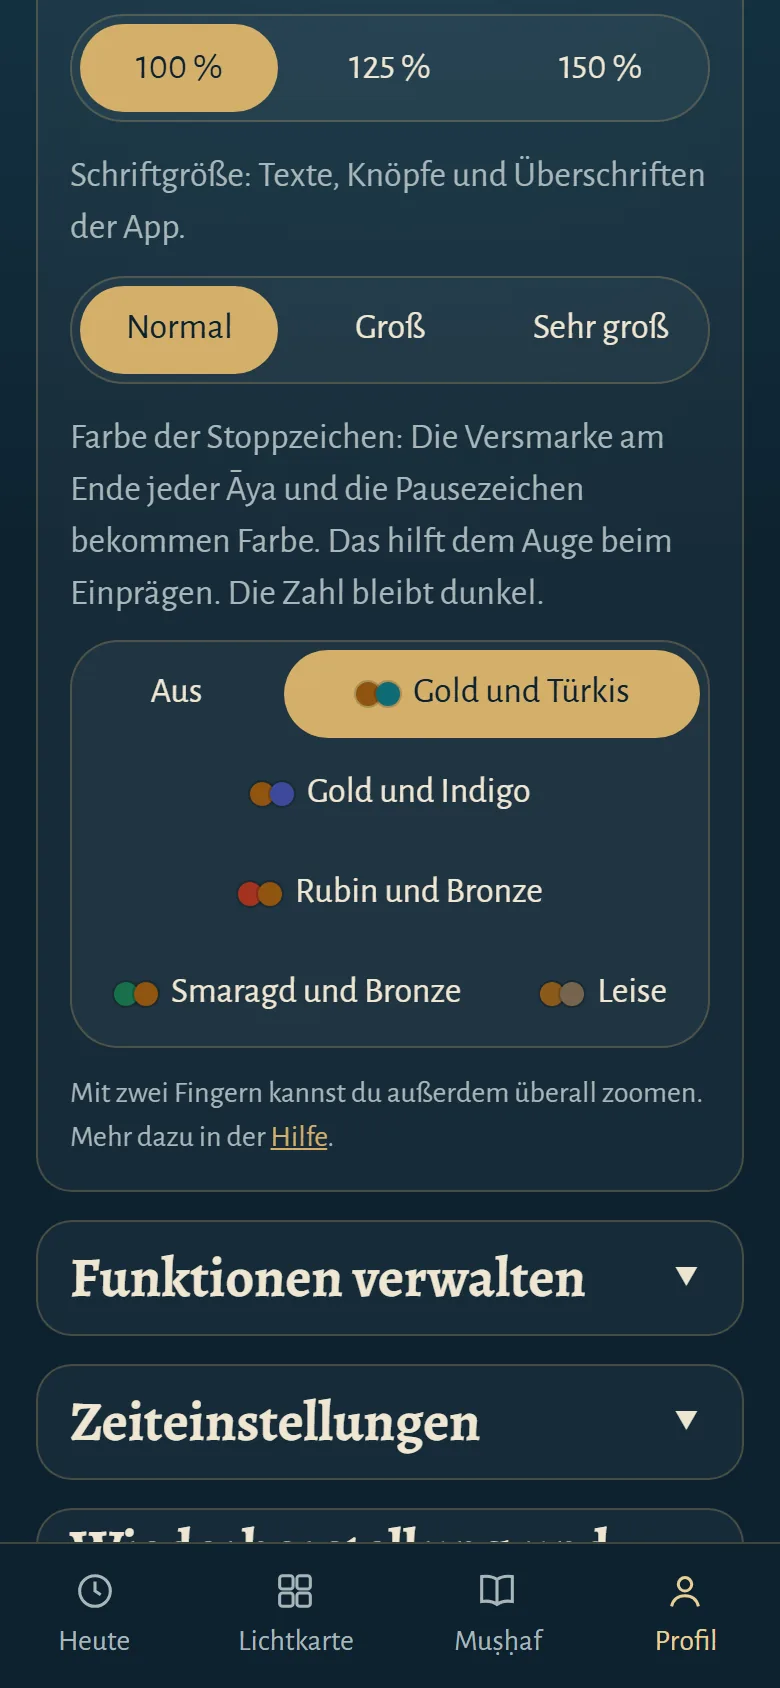 100 %
125 %
150 %
Schriftgröße: Texte, Knöpfe und Überschriften
der App.
Normal
Groß
Sehr groß
Farbe der Stoppzeichen: Die Versmarke am
Ende jeder Āya und die Pausezeichen
bekommen Farbe. Das hilft dem Auge beim
Einprägen. Die Zahl bleibt dunkel.
Aus
Gold und Türkis
Gold und Indigo
Rubin und Bronze
Smaragd und Bronze
Leise
Mit zwei Fingern kannst du außerdem überall zoomen.
Mehr dazu in der Hilfe.
Funktionen verwalten
Zeiteinstellungen
Wiederherstellung und
Heute
Lichtkarte
Muṣḥaf
Profil